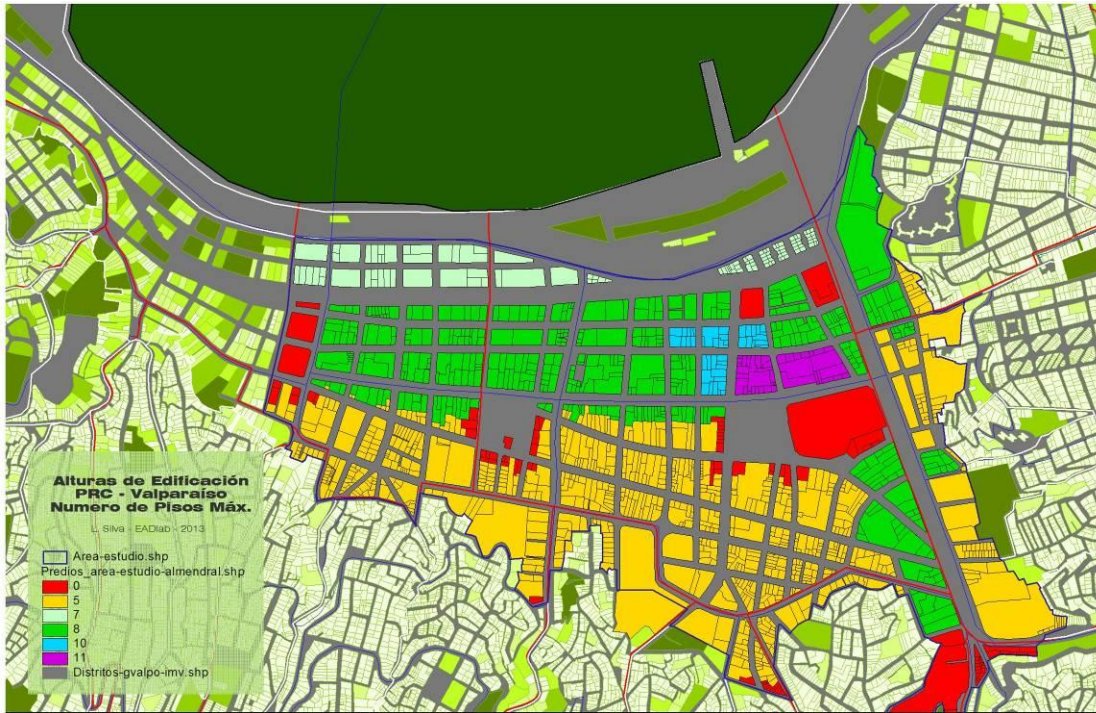 Alturas de Edificación
PRC - Valparaíso
Numero de Pisos Máx.
L. Silva - EADlab - 2013
Area-estudio.shp
Predios_area-estudio-almendral.shp
0
5
7
8
10
11
Distritos-gvalpo-imv.shp